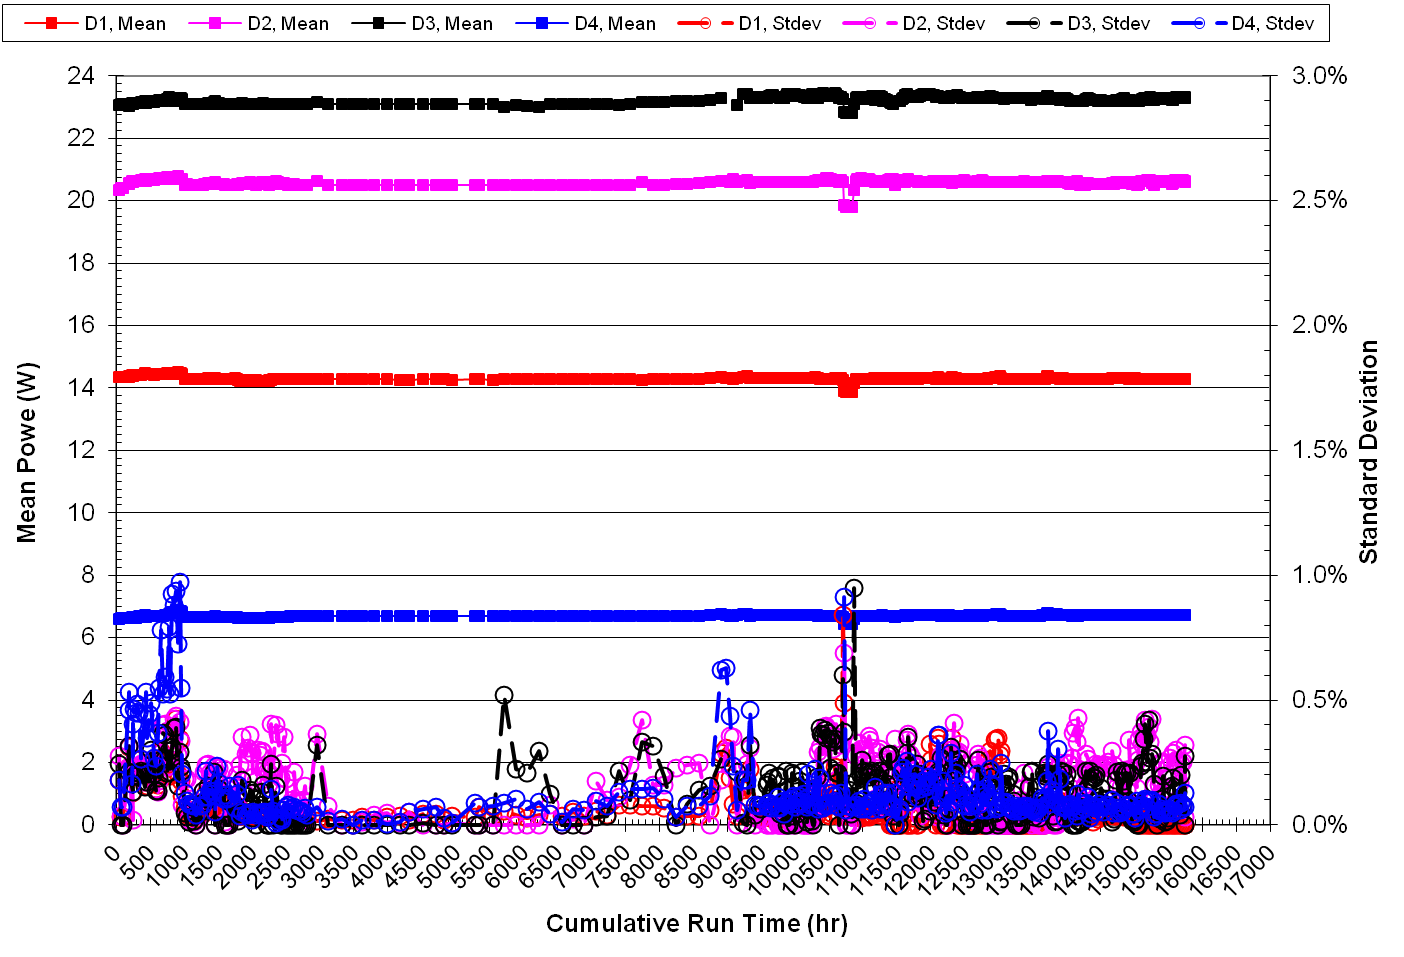 D1, Mean D2, Mean D3, Mean D4, Mean D1, Stdev D2, Stdev D3, Stdev D4, Stdev
24 3.0%
22
20 2.5%
18
16 2.0%
14
12 1.5%
10
8 1.0%
6
4 0.5%
2
0 0.0%
Mean Powe (W)
Standard Deviation
0 500 1000 1500 2000 2500 3000 3500 4000 4500 5000 5500 6000 6500 7000 7500 8000 8500 9000 9500 10000 10500 11000 11500 12000 12500 13000 13500 14000 14500 15000 15500 16000 16500 17000
Cumulative Run Time (hr)